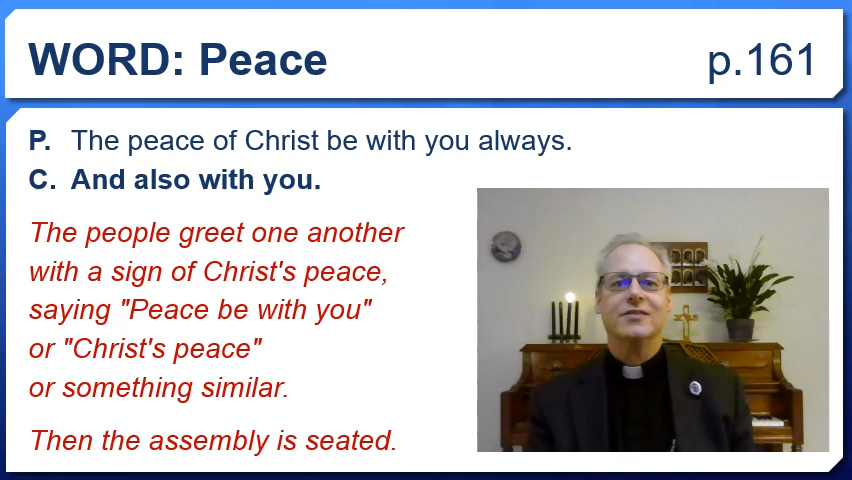 WORD: Peace p.161
P. The peace of Christ be with you always.
C. And also with you.
The people greet one another
with a sign of Christ's peace,
saying "Peace be with you"
or "Christ's peace"
or something similar.
Then the assembly is seated.